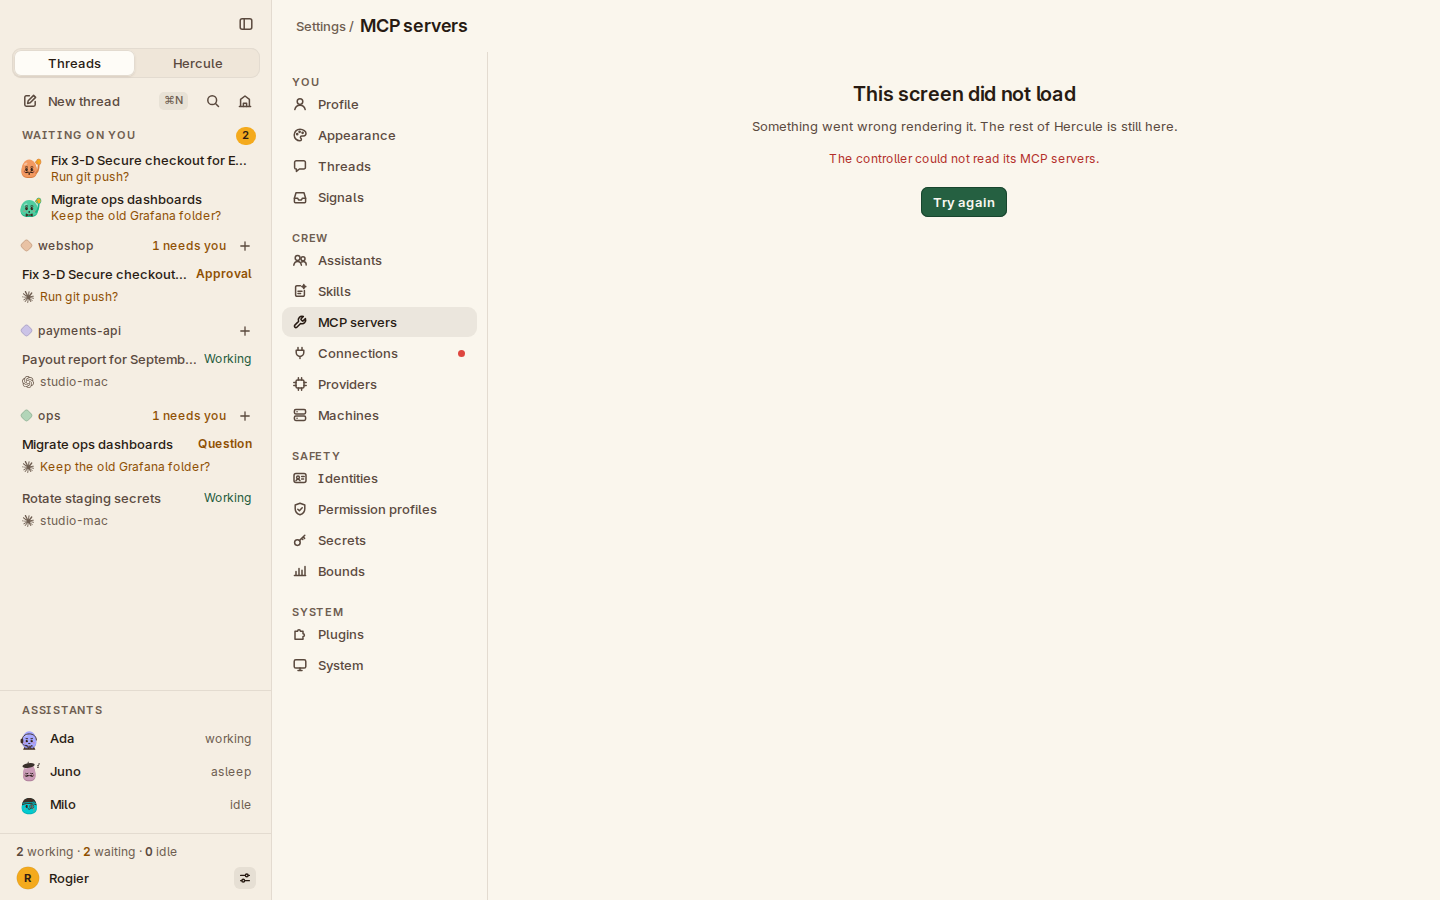 Threads
Hercule
New thread
⌘N
WAITING ON YOU
2
Fix 3-D Secure checkout for E...
Run git push?
Migrate ops dashboards
Keep the old Grafana folder?
webshop
1 needs you
Fix 3-D Secure checkout...
Approval
Run git push?
payments-api
Payout report for Septemb...
Working
studio-mac
ops
1 needs you
Migrate ops dashboards
Question
Keep the old Grafana folder?
Rotate staging secrets
Working
studio-mac
ASSISTANTS
Ada
working
Juno
asleep
Milo
idle
2 working · 2 waiting · 0 idle
R
Rogier
Settings / MCP servers
YOU
Profile
Appearance
Threads
Signals
CREW
Assistants
Skills
MCP servers
Connections
Providers
Machines
SAFETY
Identities
Permission profiles
Secrets
Bounds
SYSTEM
Plugins
System
This screen did not load
Something went wrong rendering it. The rest of Hercule is still here.
The controller could not read its MCP servers.
Try again